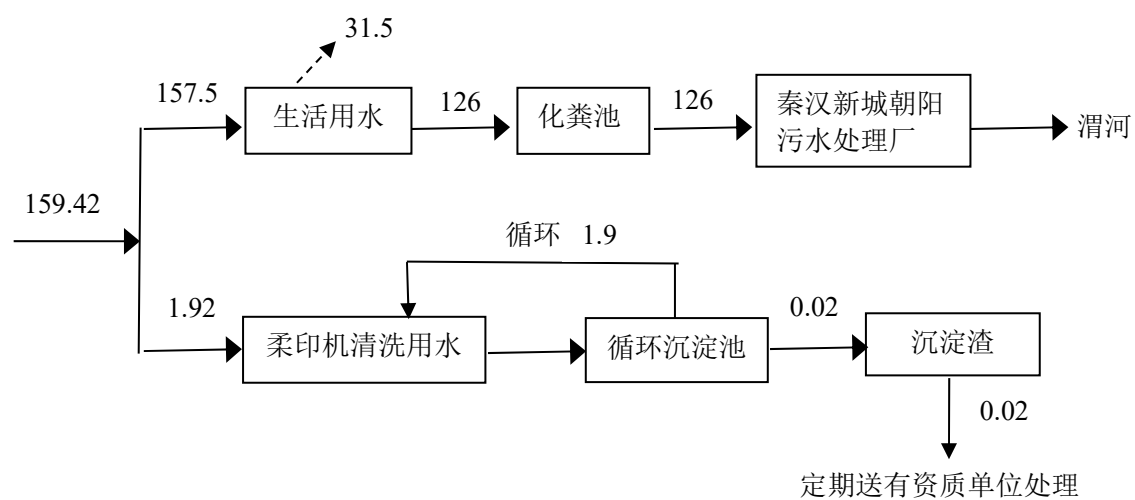 31.5
157.5
生活用水
126
化粪池
126
秦汉新城朝阳
污水处理厂
渭河
159.42
循环 1.9
1.92
柔印机清洗用水
循环沉淀池
0.02
沉淀渣
0.02
定期送有资质单位处理